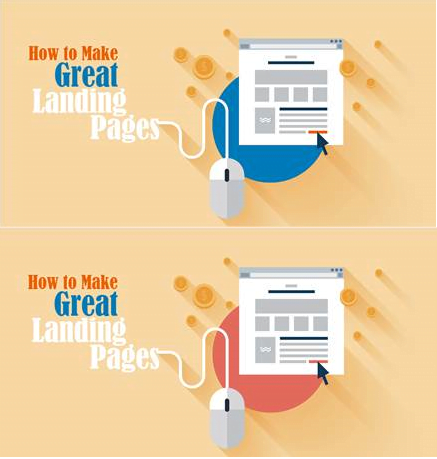 How to Make
Great
Landing
Pages
How to Make
Great
Landing
Pages